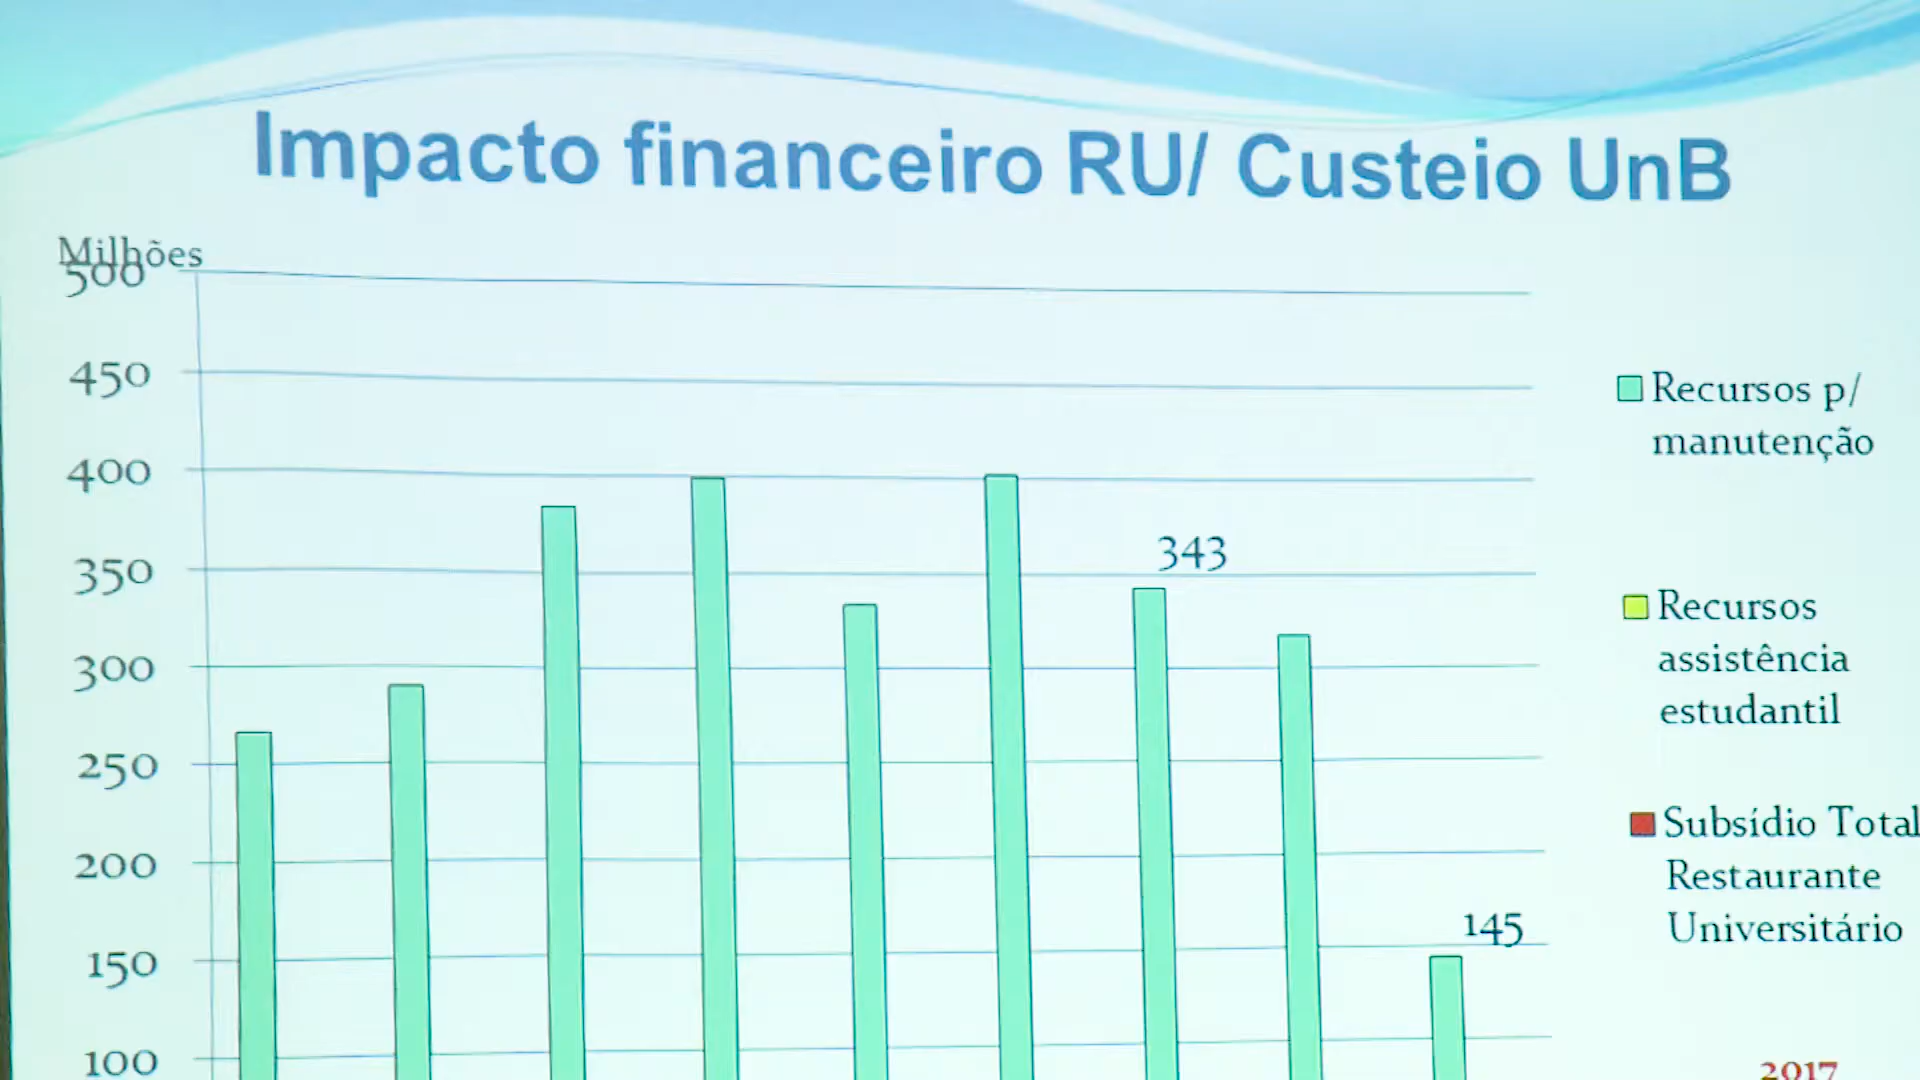 Impacto financeiro RU/ Custeio UnB
Milhões
500
450
400
350
300
250
200
150
100
343
145
Recursos p/
manutenção
Recursos
assistência
estudantil
Subsídio Total
Restaurante
Universitário
2017